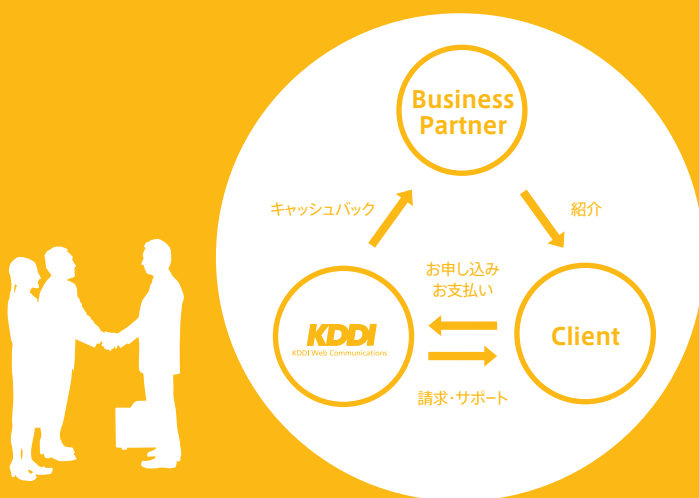 Business
Partner
キャッシュバック
紹介
お申し込み
お支払い
KDDI
KDDI Web Communications
Client
請求・サポート